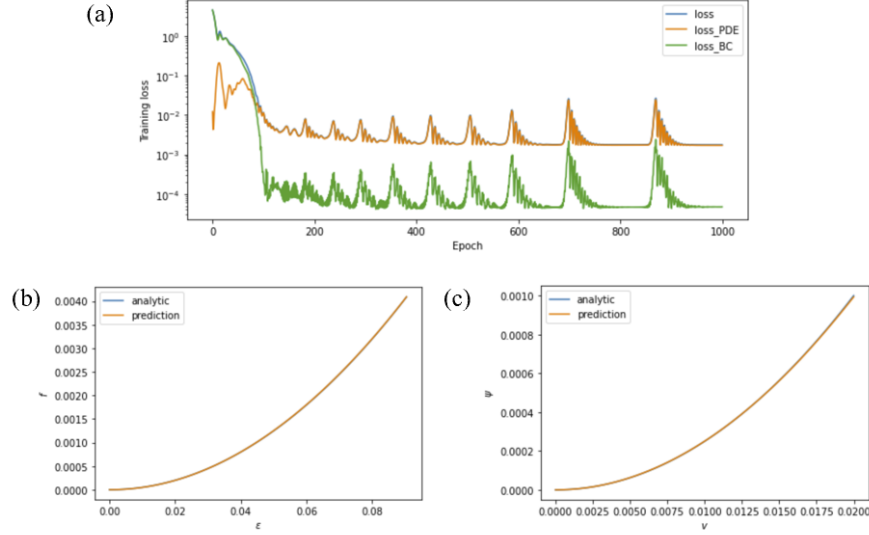 (a)
loss
loss_PDE
loss_BC
Training loss
10⁰
10⁻¹
10⁻²
10⁻³
10⁻⁴
0 200 400 600 800 1000
Epoch
(b)
analytic
prediction
f
0.0040
0.0035
0.0030
0.0025
0.0020
0.0015
0.0010
0.0005
0.0000
0.00 0.02 0.04 0.06 0.08
ε
(c)
analytic
prediction
ψ
0.0010
0.0008
0.0006
0.0004
0.0002
0.0000
0.0000 0.0025 0.0050 0.0075 0.0100 0.0125 0.0150 0.0175 0.0200
v